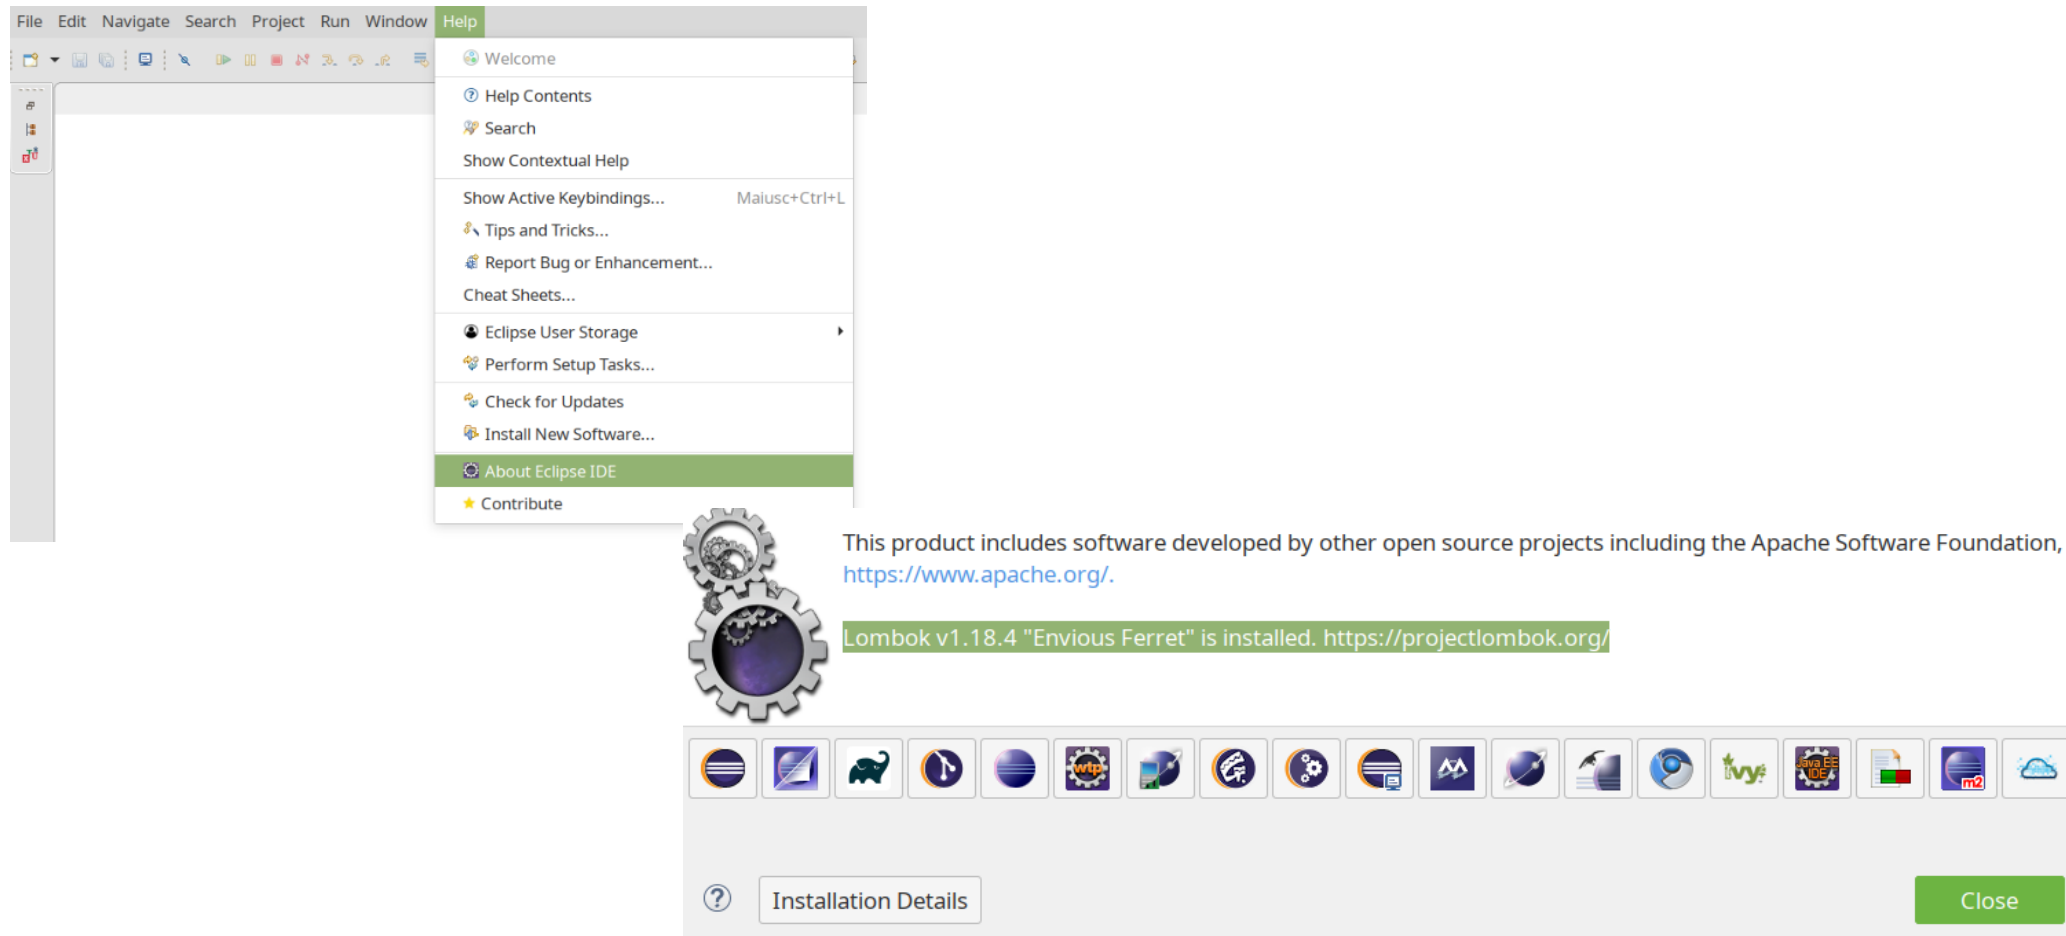 File Edit Navigate Search Project Run Window Help
Welcome
Help Contents
Search
Show Contextual Help
Show Active Keybindings... Maiusc+Ctrl+L
Tips and Tricks...
Report Bug or Enhancement...
Cheat Sheets...
Eclipse User Storage
Perform Setup Tasks...
Check for Updates
Install New Software...
About Eclipse IDE
Contribute
This product includes software developed by other open source projects including the Apache Software Foundation,
https://www.apache.org/.
Lombok v1.18.4 "Envious Ferret" is installed. https://projectlombok.org/
wtp
ivy
Java EE
IDE
m2
Installation Details
Close